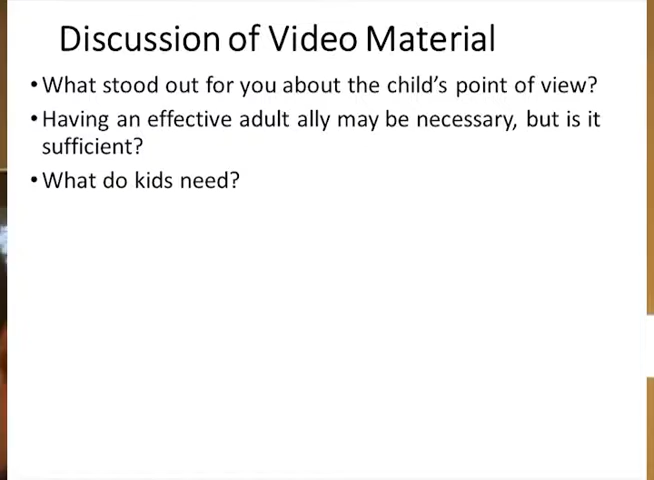 Discussion of Video Material
•What stood out for you about the child's point of view?
•Having an effective adult ally may be necessary, but is it
sufficient?
•What do kids need?